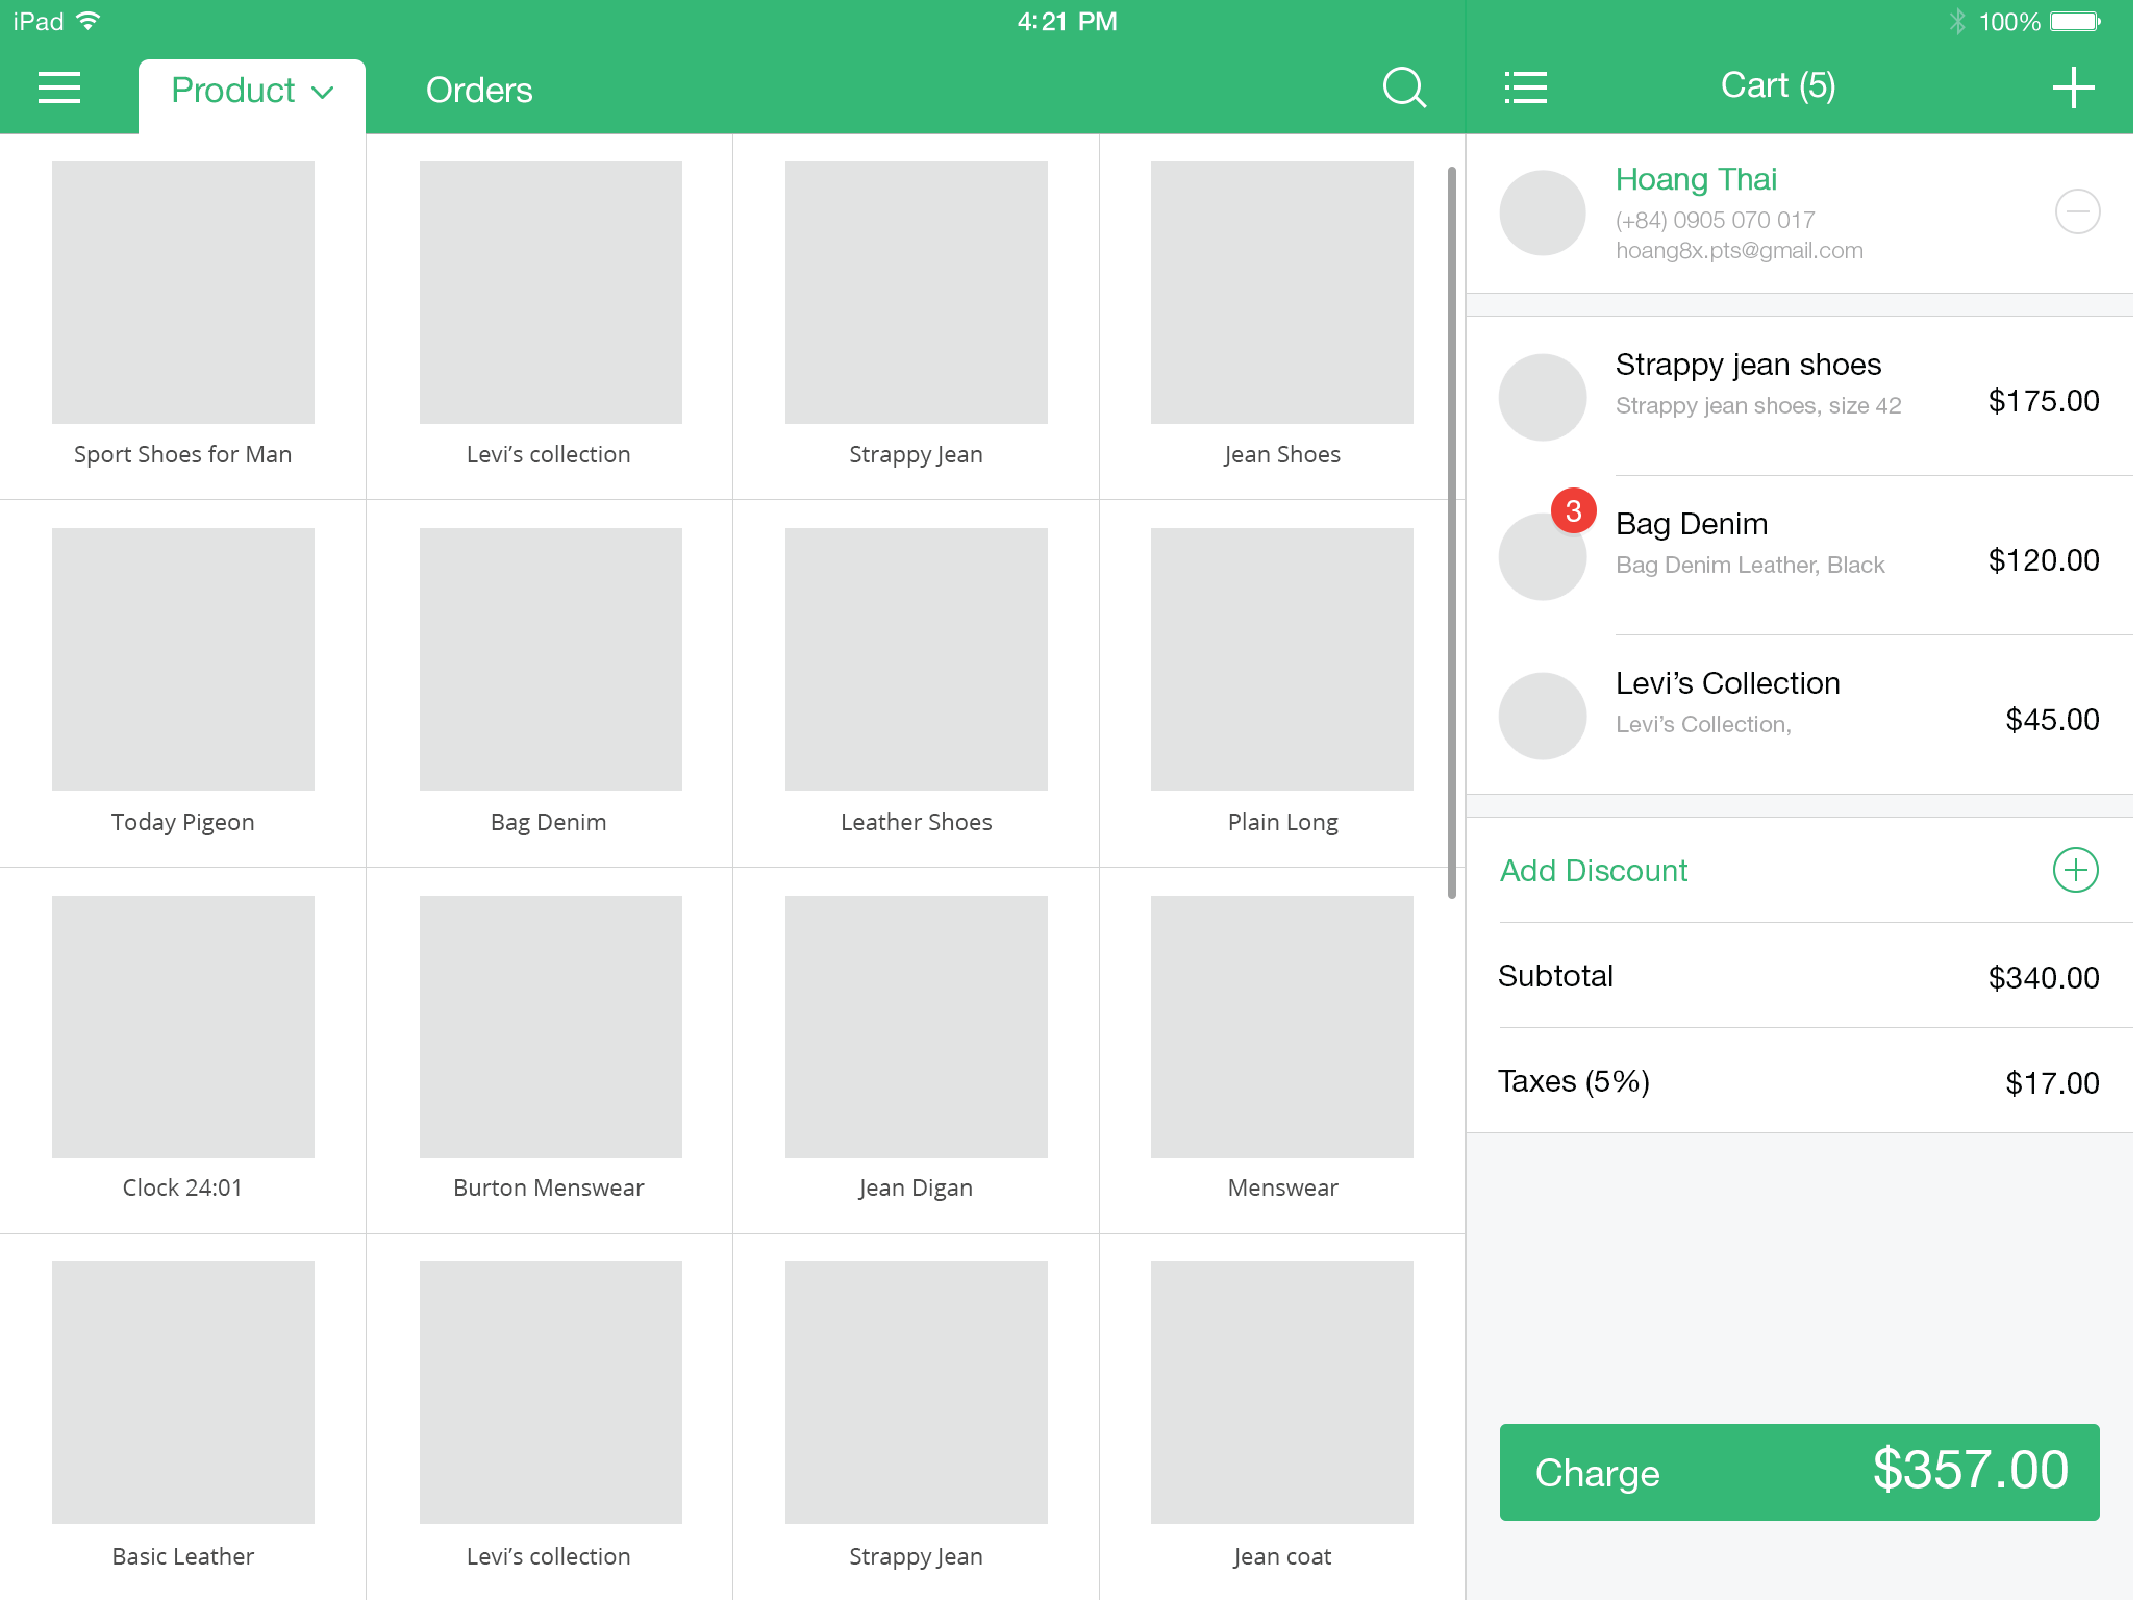 iPad
4:21 PM
100%
Product
Orders
Cart (5)
Sport Shoes for Man
Levi’s collection
Strappy Jean
Jean Shoes
Today Pigeon
Bag Denim
Leather Shoes
Plain Long
Clock 24:01
Burton Menswear
Jean Digan
Menswear
Basic Leather
Levi’s collection
Strappy Jean
Jean coat
Hoang Thai
(+84) 0905 070 017
hoang8x.pts@gmail.com
Strappy jean shoes
Strappy jean shoes, size 42
$175.00
3
Bag Denim
Bag Denim Leather, Black
$120.00
Levi’s Collection
Levi’s Collection,
$45.00
Add Discount
Subtotal
$340.00
Taxes (5%)
$17.00
Charge
$357.00